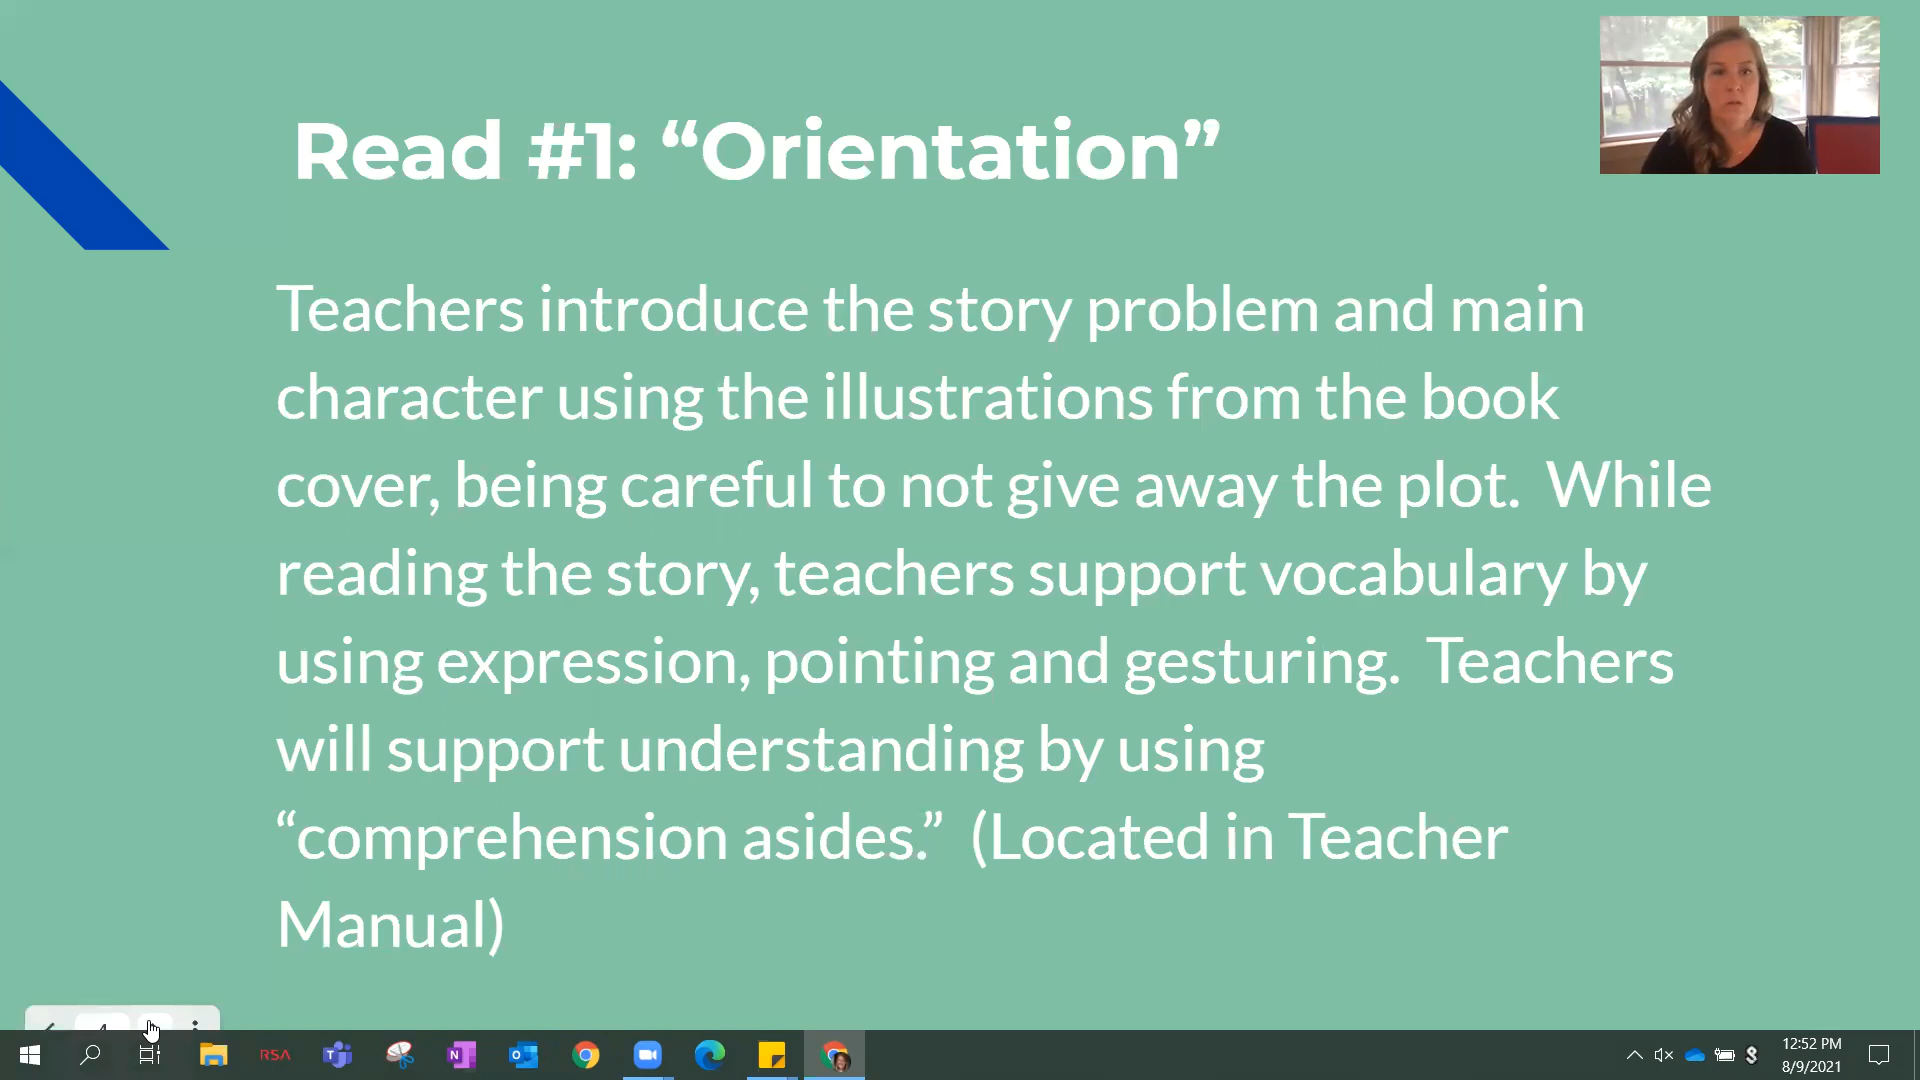 Read #1: “Orientation”
Teachers introduce the story problem and main
character using the illustrations from the book
cover, being careful to not give away the plot.  While
reading the story, teachers support vocabulary by
using expression, pointing and gesturing.  Teachers
will support understanding by using
“comprehension asides.”  (Located in Teacher
Manual)
4
RSA
12:52 PM
8/9/2021